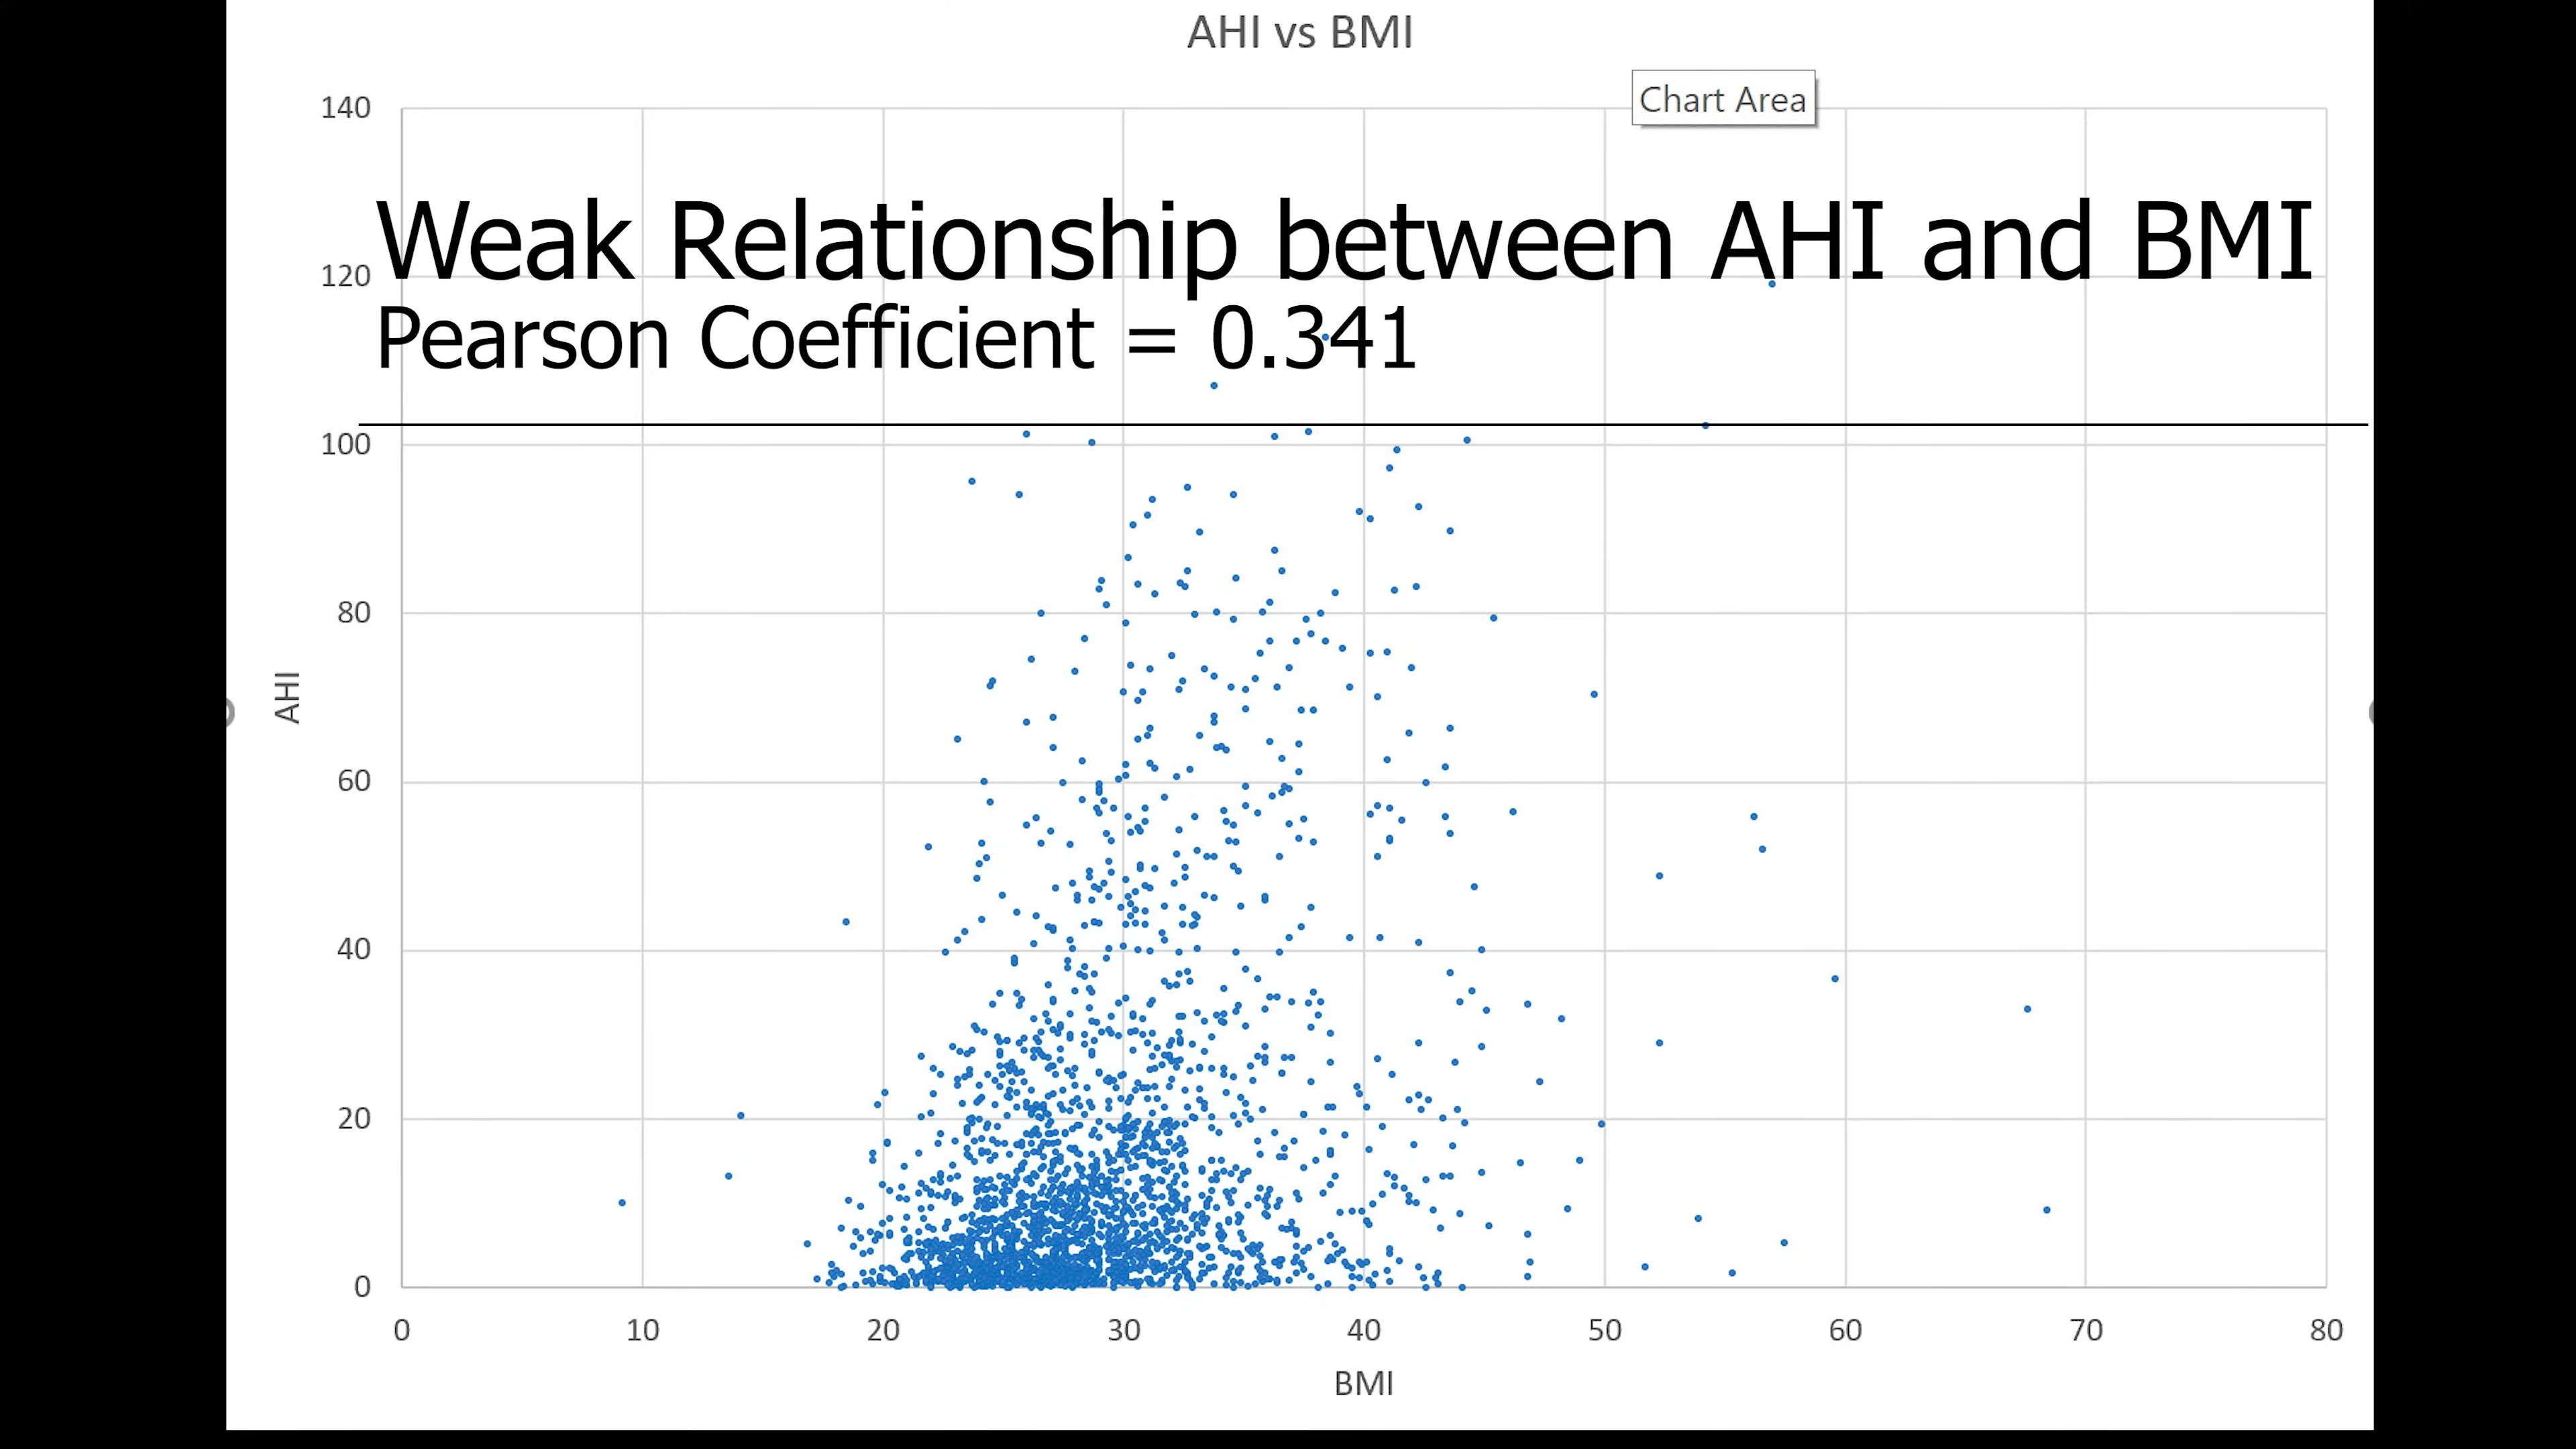 AHI vs BMI
Chart Area
140
Weak Relationship between AHI and BMI
120
Pearson Coefficient = 0.341
100
80
AHI
60
40
20
0
0 10 20 30 40 50 60 70 80
BMI